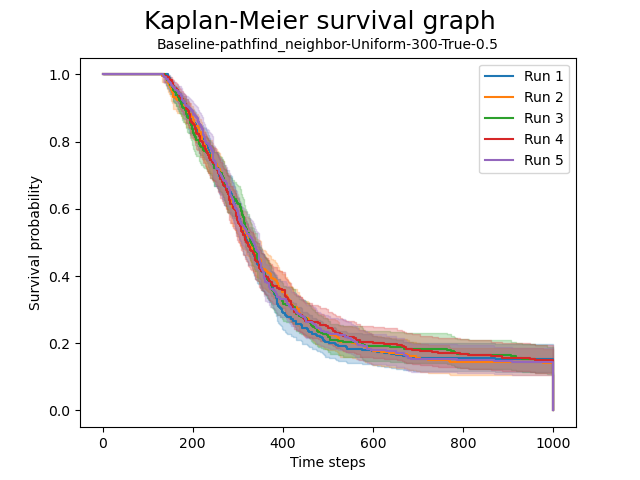 Kaplan-Meier survival graph
Baseline-pathfind_neighbor-Uniform-300-True-0.5
Run 1
Run 2
Run 3
Run 4
Run 5
Survival probability
1.0
0.8
0.6
0.4
0.2
0.0
0 200 400 600 800 1000
Time steps